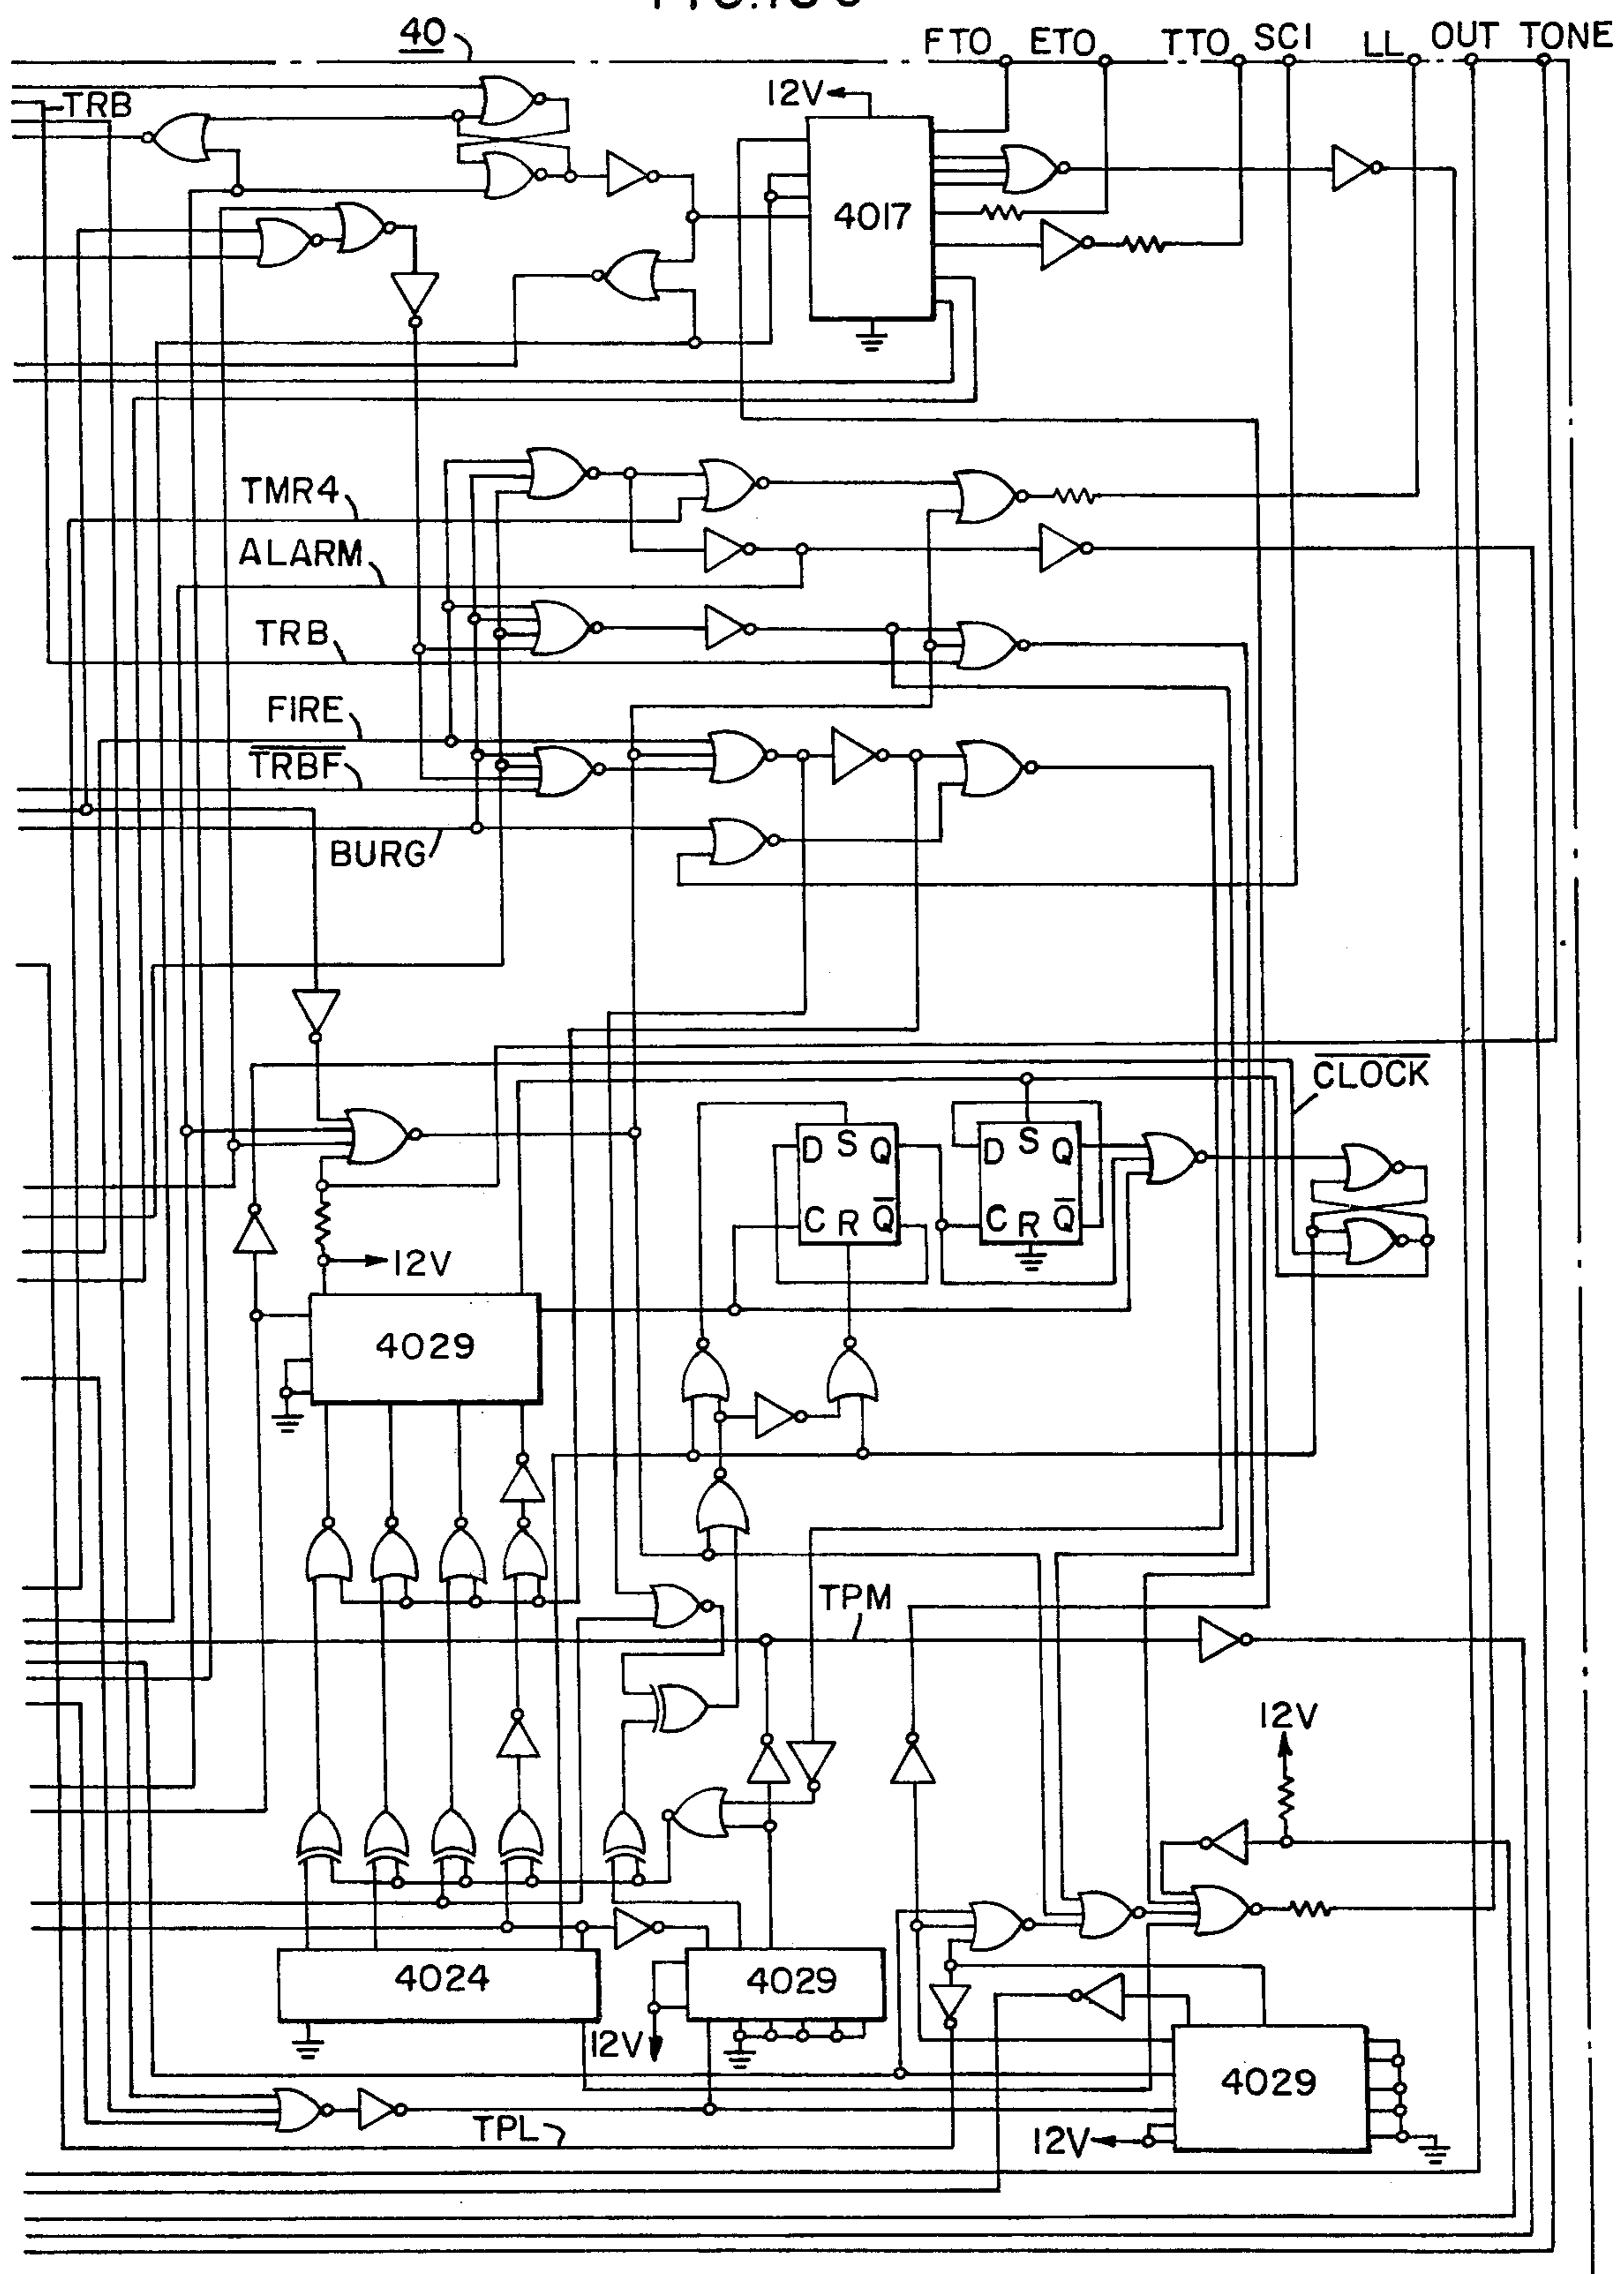 40
FTO ETO TTO SCI LL OUT TONE
TRB
12V
4017
TMR4
ALARM
TRB
FIRE
TRBF
BURG
CLOCK
D S Q
C R Q
D S Q
C R Q
12V
4029
TPM
12V
4024
4029
12V
4029
TPL
12V